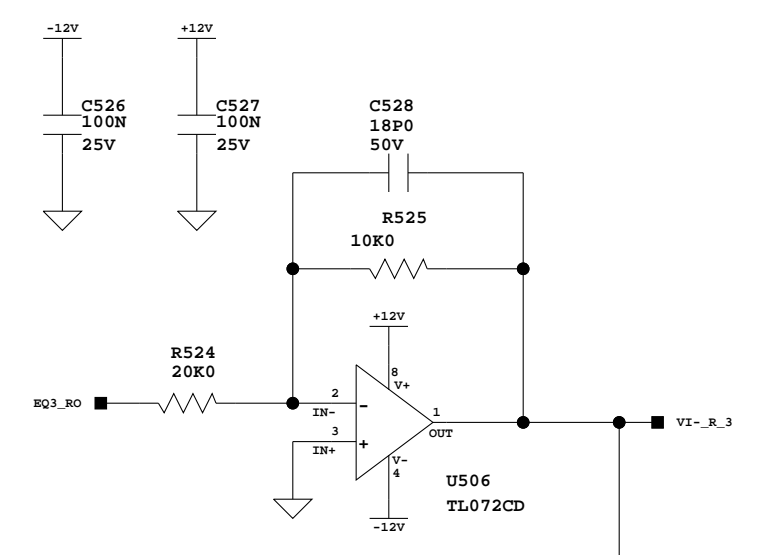 -12V
+12V
C526
100N
25V
C527
100N
25V
C528
18P0
50V
R525
10K0
+12V
R524
20K0
8
V+
EQ3_RO
2
IN-
-
1
OUT
VI-_R_3
3
IN+
+
V-
4
U506
TL072CD
-12V